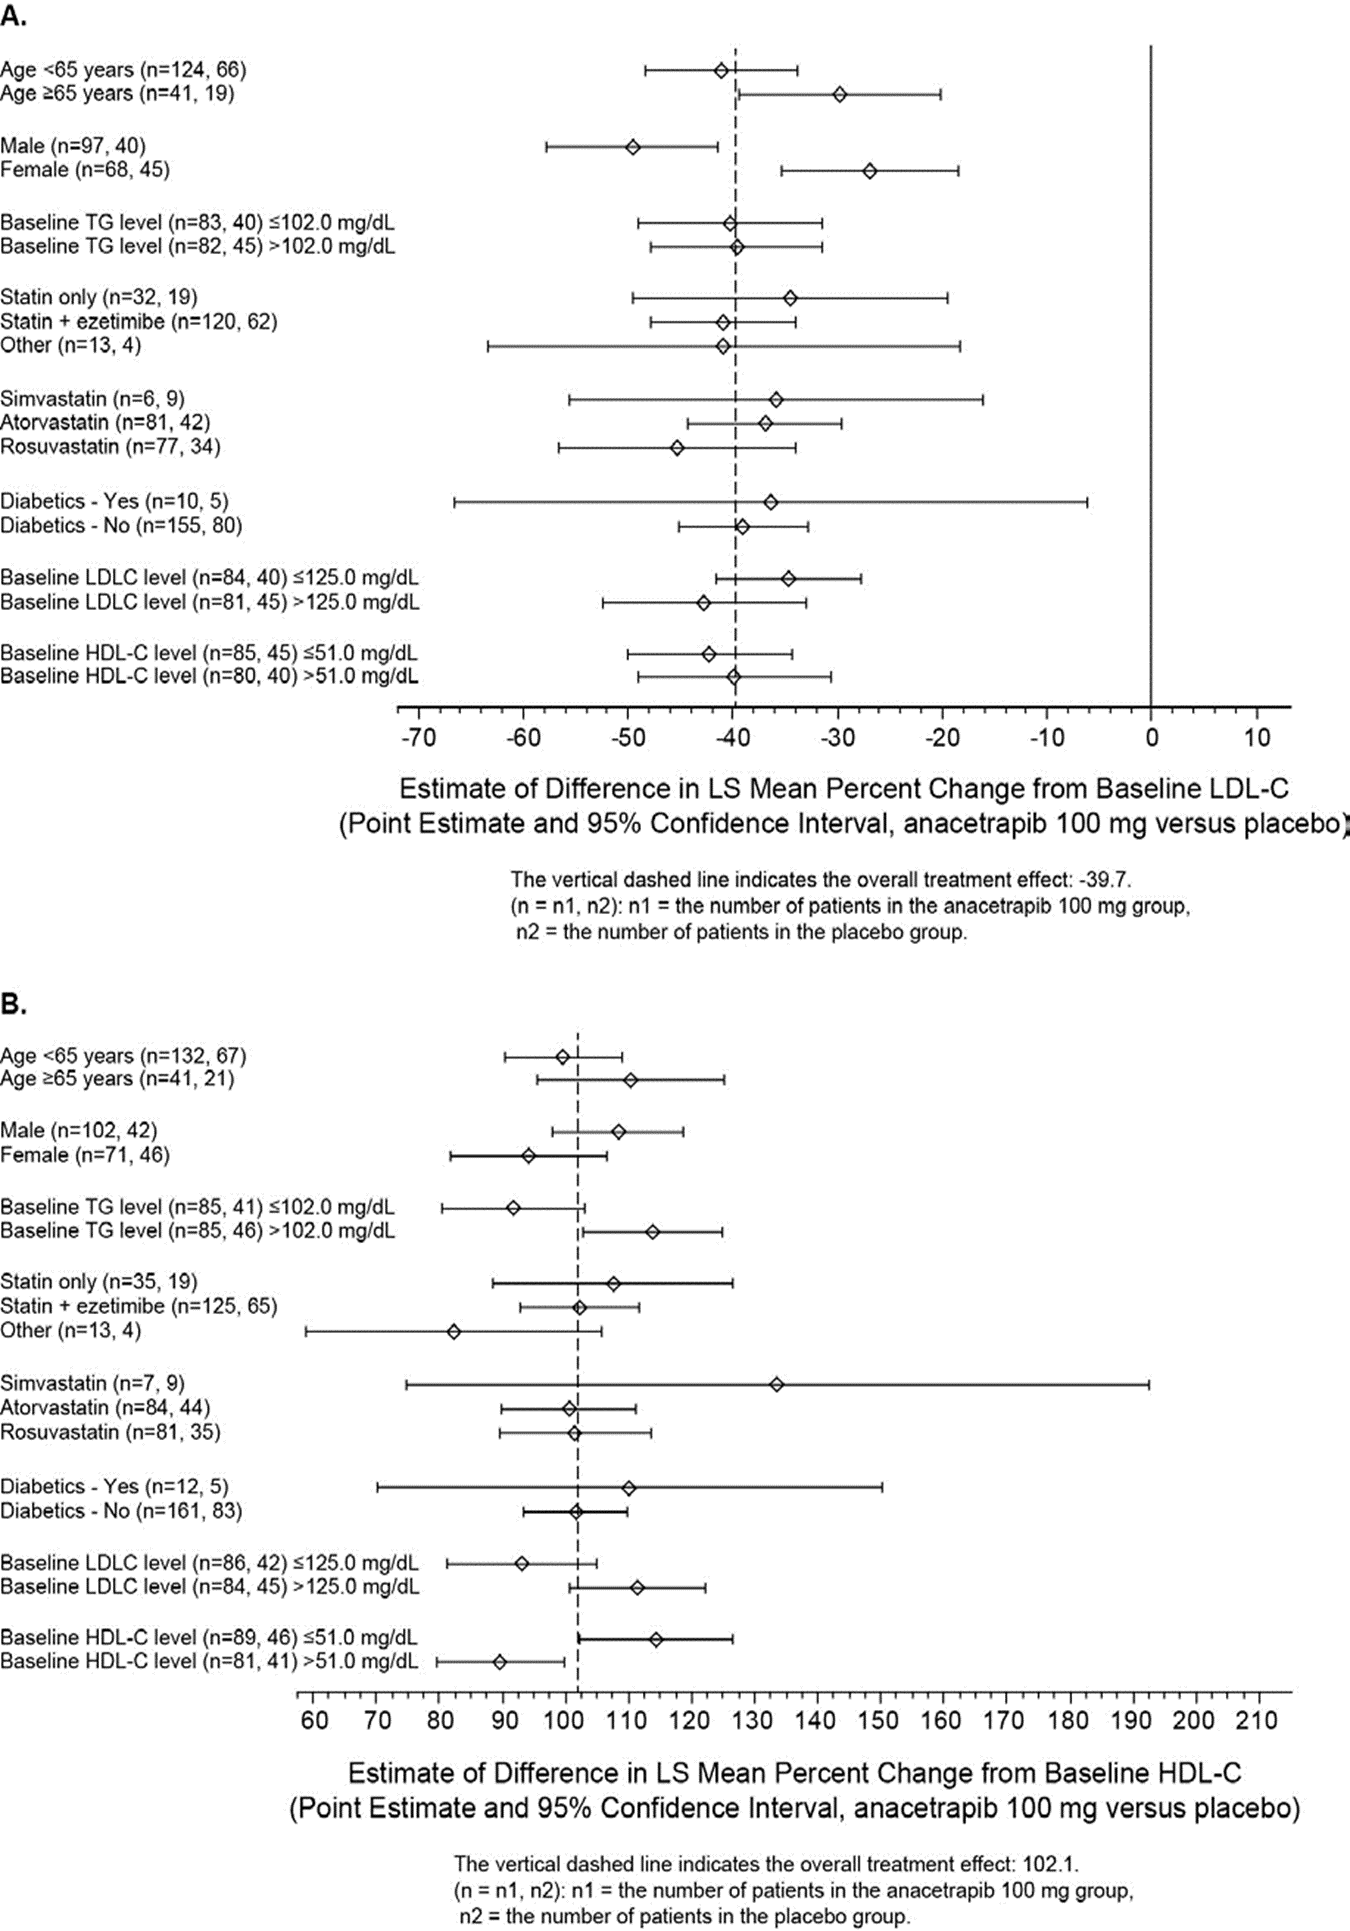 A.
Age <65 years (n=124, 66)
Age ≥65 years (n=41, 19)
Male (n=97, 40)
Female (n=68, 45)
Baseline TG level (n=83, 40) ≤102.0 mg/dL
Baseline TG level (n=82, 45) >102.0 mg/dL
Statin only (n=32, 19)
Statin + ezetimibe (n=120, 62)
Other (n=13, 4)
Simvastatin (n=6, 9)
Atorvastatin (n=81, 42)
Rosuvastatin (n=77, 34)
Diabetics - Yes (n=10, 5)
Diabetics - No (n=155, 80)
Baseline LDLC level (n=84, 40) ≤125.0 mg/dL
Baseline LDLC level (n=81, 45) >125.0 mg/dL
Baseline HDL-C level (n=85, 45) ≤51.0 mg/dL
Baseline HDL-C level (n=80, 40) >51.0 mg/dL
-70 -60 -50 -40 -30 -20 -10 0 10
Estimate of Difference in LS Mean Percent Change from Baseline LDL-C
(Point Estimate and 95% Confidence Interval, anacetrapib 100 mg versus placebo)
The vertical dashed line indicates the overall treatment effect: -39.7.
(n = n1, n2): n1 = the number of patients in the anacetrapib 100 mg group,
n2 = the number of patients in the placebo group.
B.
Age <65 years (n=132, 67)
Age ≥65 years (n=41, 21)
Male (n=102, 42)
Female (n=71, 46)
Baseline TG level (n=85, 41) ≤102.0 mg/dL
Baseline TG level (n=85, 46) >102.0 mg/dL
Statin only (n=35, 19)
Statin + ezetimibe (n=125, 65)
Other (n=13, 4)
Simvastatin (n=7, 9)
Atorvastatin (n=84, 44)
Rosuvastatin (n=81, 35)
Diabetics - Yes (n=12, 5)
Diabetics - No (n=161, 83)
Baseline LDLC level (n=86, 42) ≤125.0 mg/dL
Baseline LDLC level (n=84, 45) >125.0 mg/dL
Baseline HDL-C level (n=89, 46) ≤51.0 mg/dL
Baseline HDL-C level (n=81, 41) >51.0 mg/dL
60 70 80 90 100 110 120 130 140 150 160 170 180 190 200 210
Estimate of Difference in LS Mean Percent Change from Baseline HDL-C
(Point Estimate and 95% Confidence Interval, anacetrapib 100 mg versus placebo)
The vertical dashed line indicates the overall treatment effect: 102.1.
(n = n1, n2): n1 = the number of patients in the anacetrapib 100 mg group,
n2 = the number of patients in the placebo group.